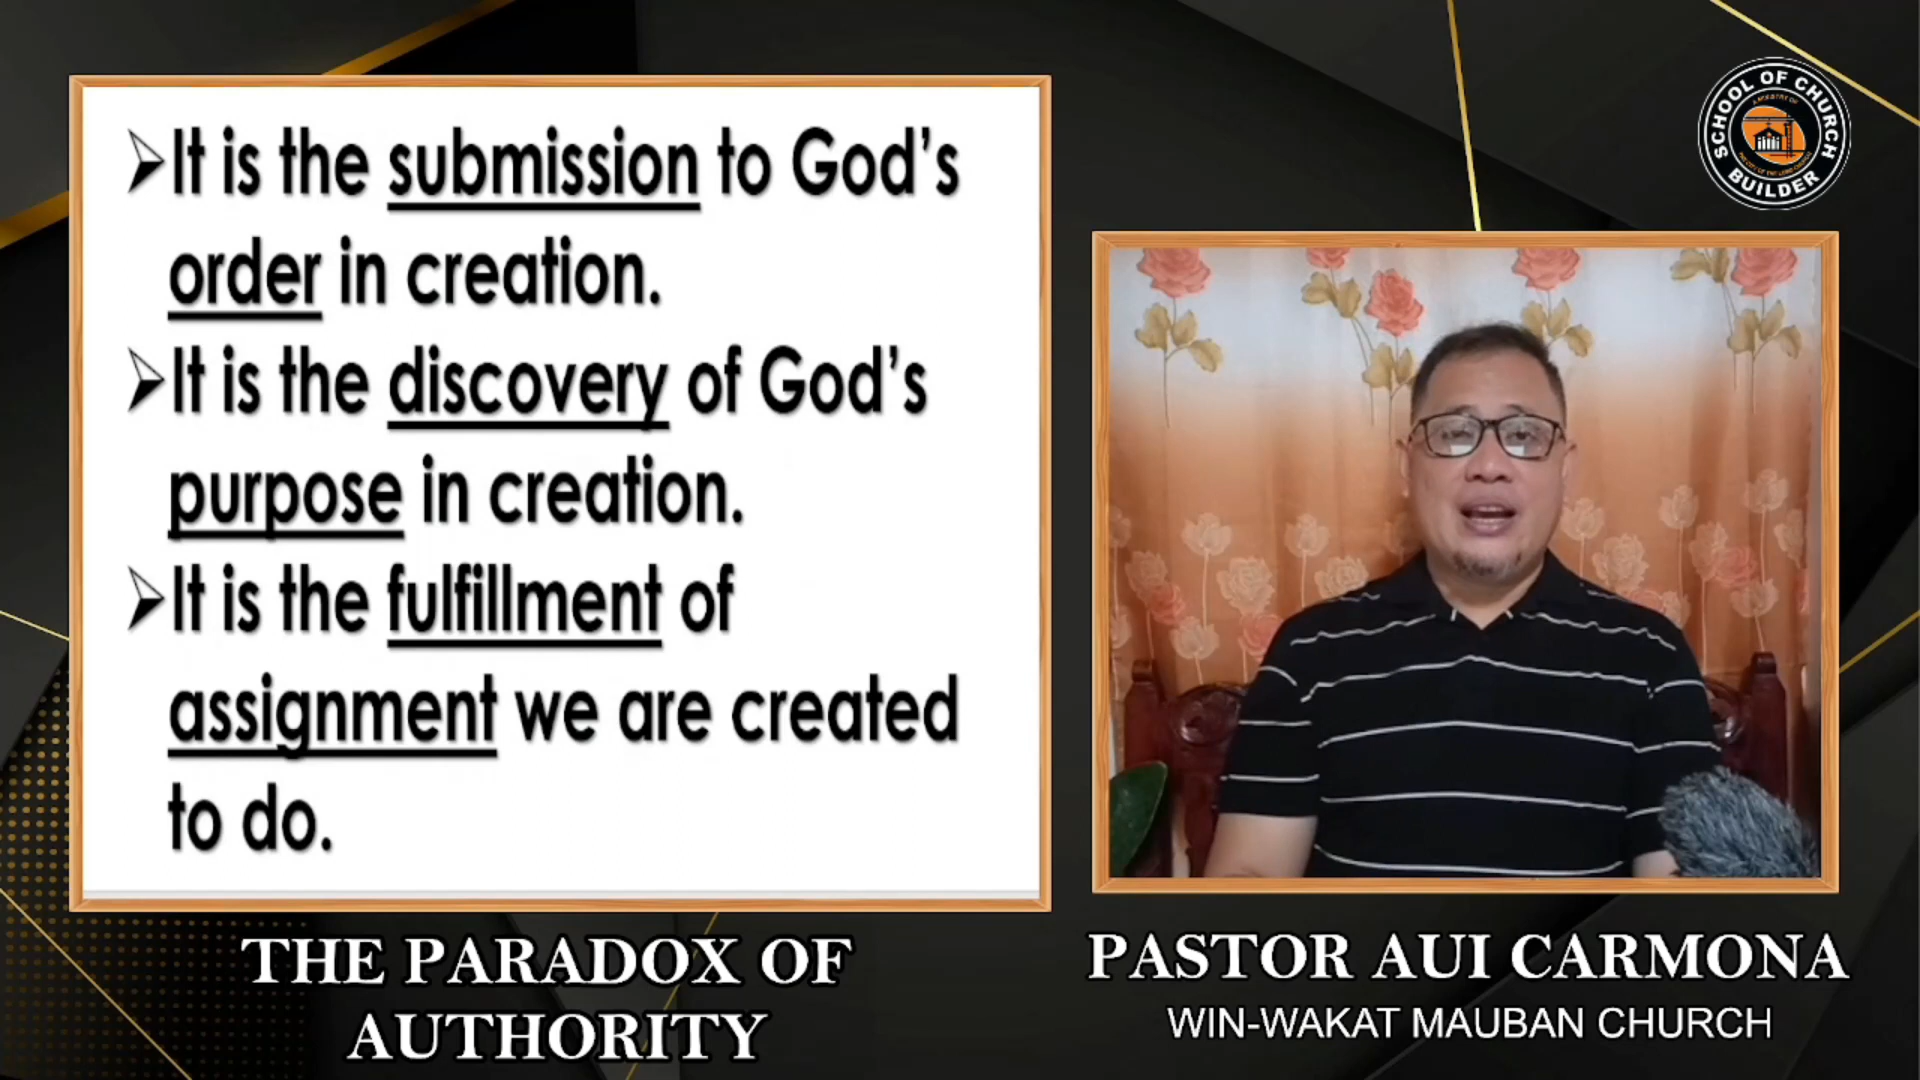 ➢It is the submission to God’s
order in creation.
➢It is the discovery of God’s
purpose in creation.
➢It is the fulfillment of
assignment we are created
to do.
THE PARADOX OF
AUTHORITY
SCHOOL OF CHURCH
BUILDER
PASTOR AUI CARMONA
WIN-WAKAT MAUBAN CHURCH